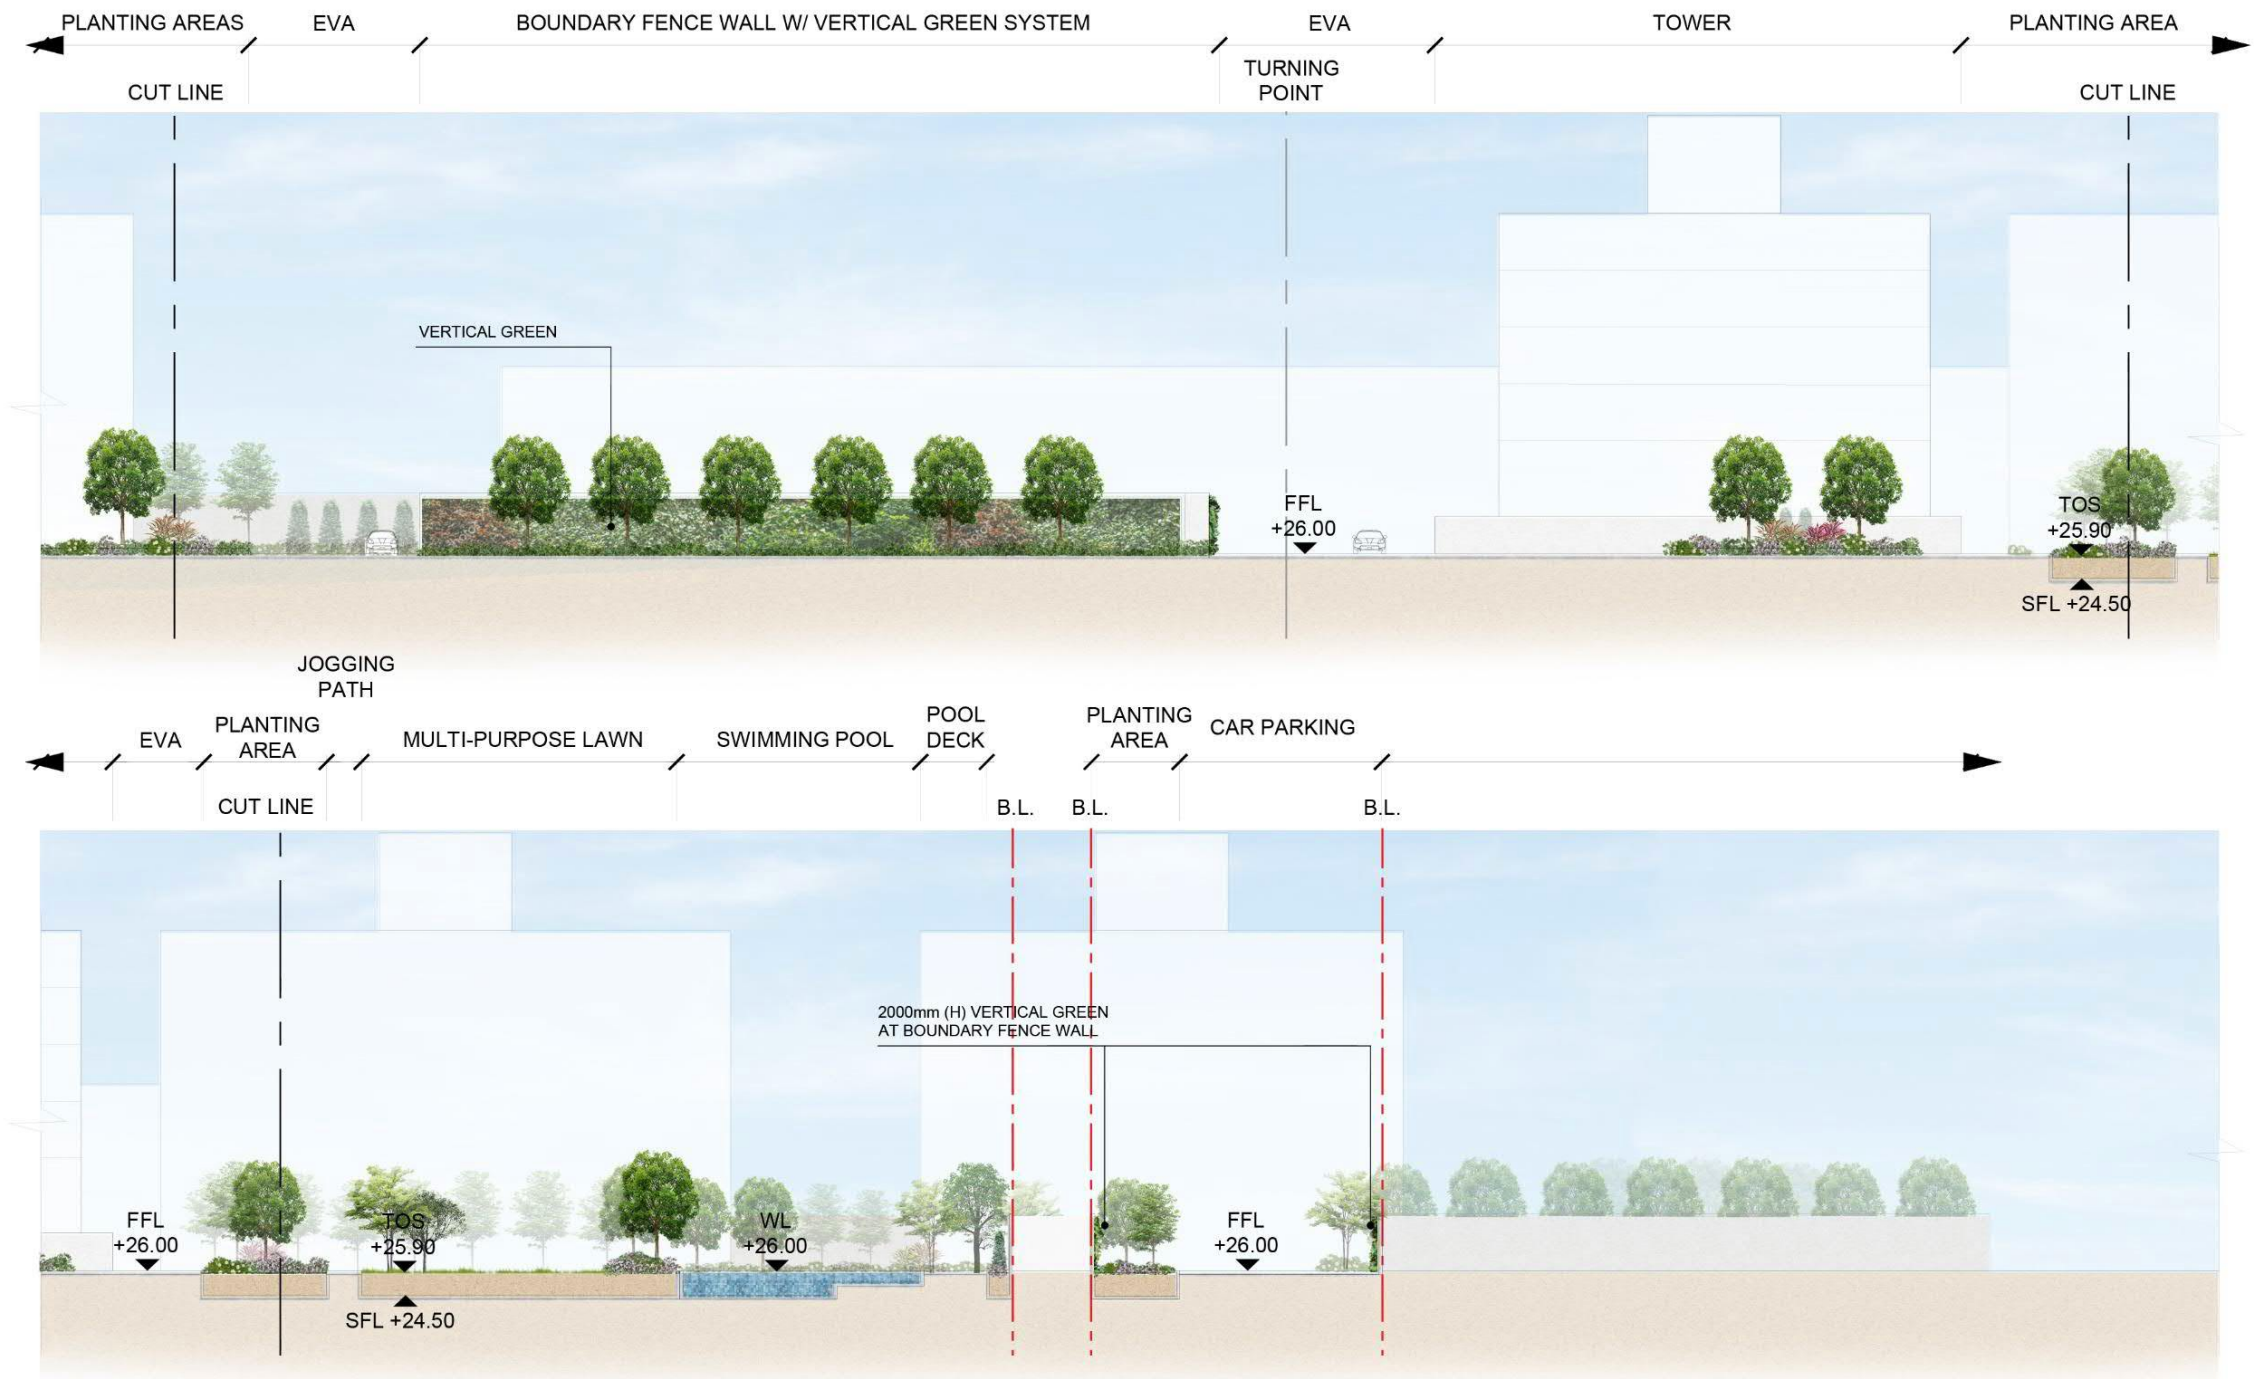 PLANTING AREAS
EVA
BOUNDARY FENCE WALL W/ VERTICAL GREEN SYSTEM
EVA
TOWER
PLANTING AREA
CUT LINE
TURNING
POINT
CUT LINE
VERTICAL GREEN
FFL
+26.00
TOS
+25.90
SFL +24.50
JOGGING
PATH
EVA
PLANTING
AREA
MULTI-PURPOSE LAWN
SWIMMING POOL
POOL
DECK
PLANTING
AREA
CAR PARKING
CUT LINE
B.L.
B.L.
B.L.
2000mm (H) VERTICAL GREEN
AT BOUNDARY FENCE WALL
FFL
+26.00
TOS
+25.90
WL
+26.00
FFL
+26.00
SFL +24.50